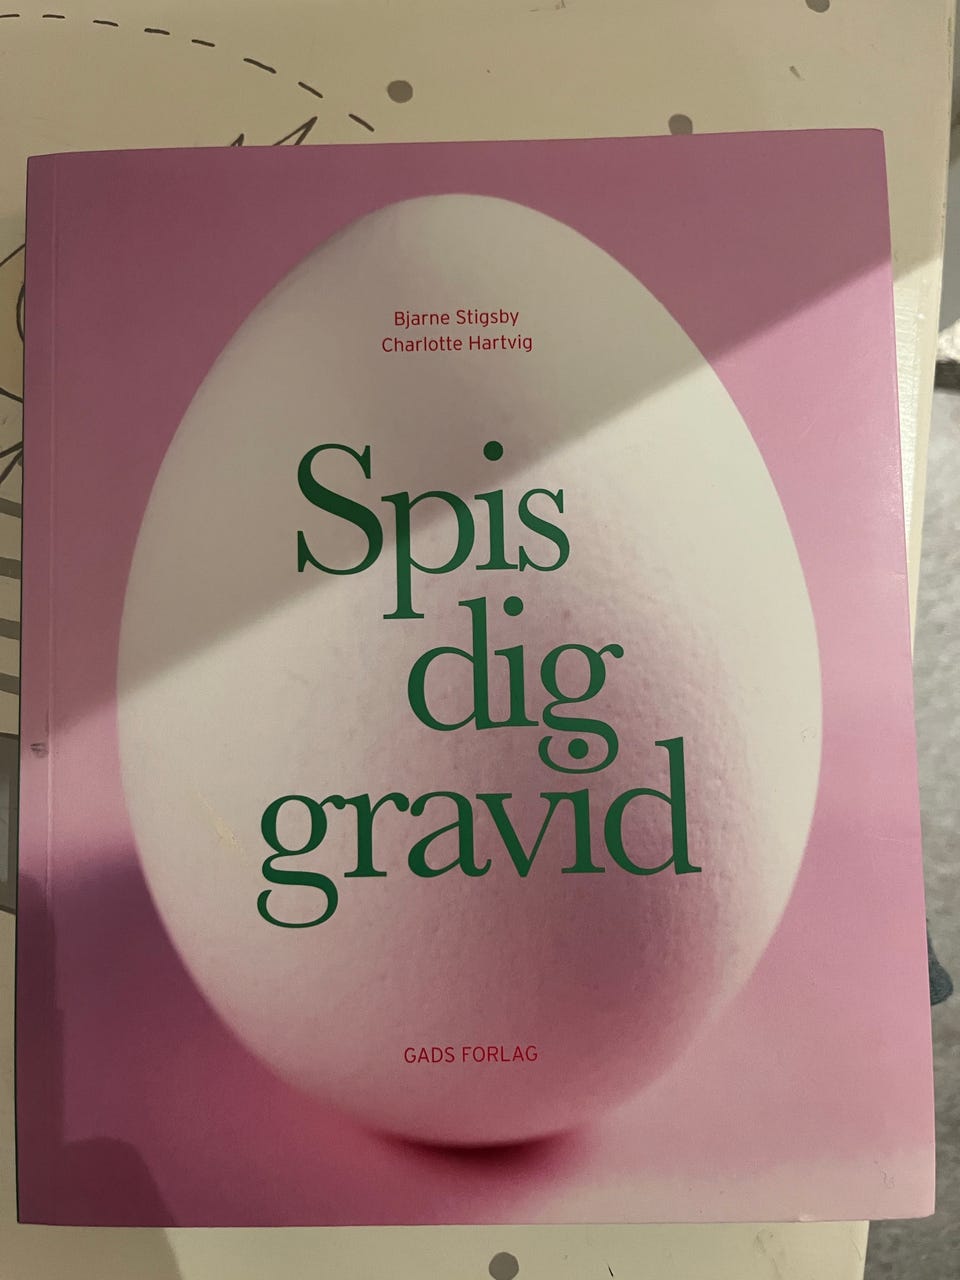 Bjarne Stigsby
Charlotte Hartvig
Spis
dig
gravid
GADS FORLAG